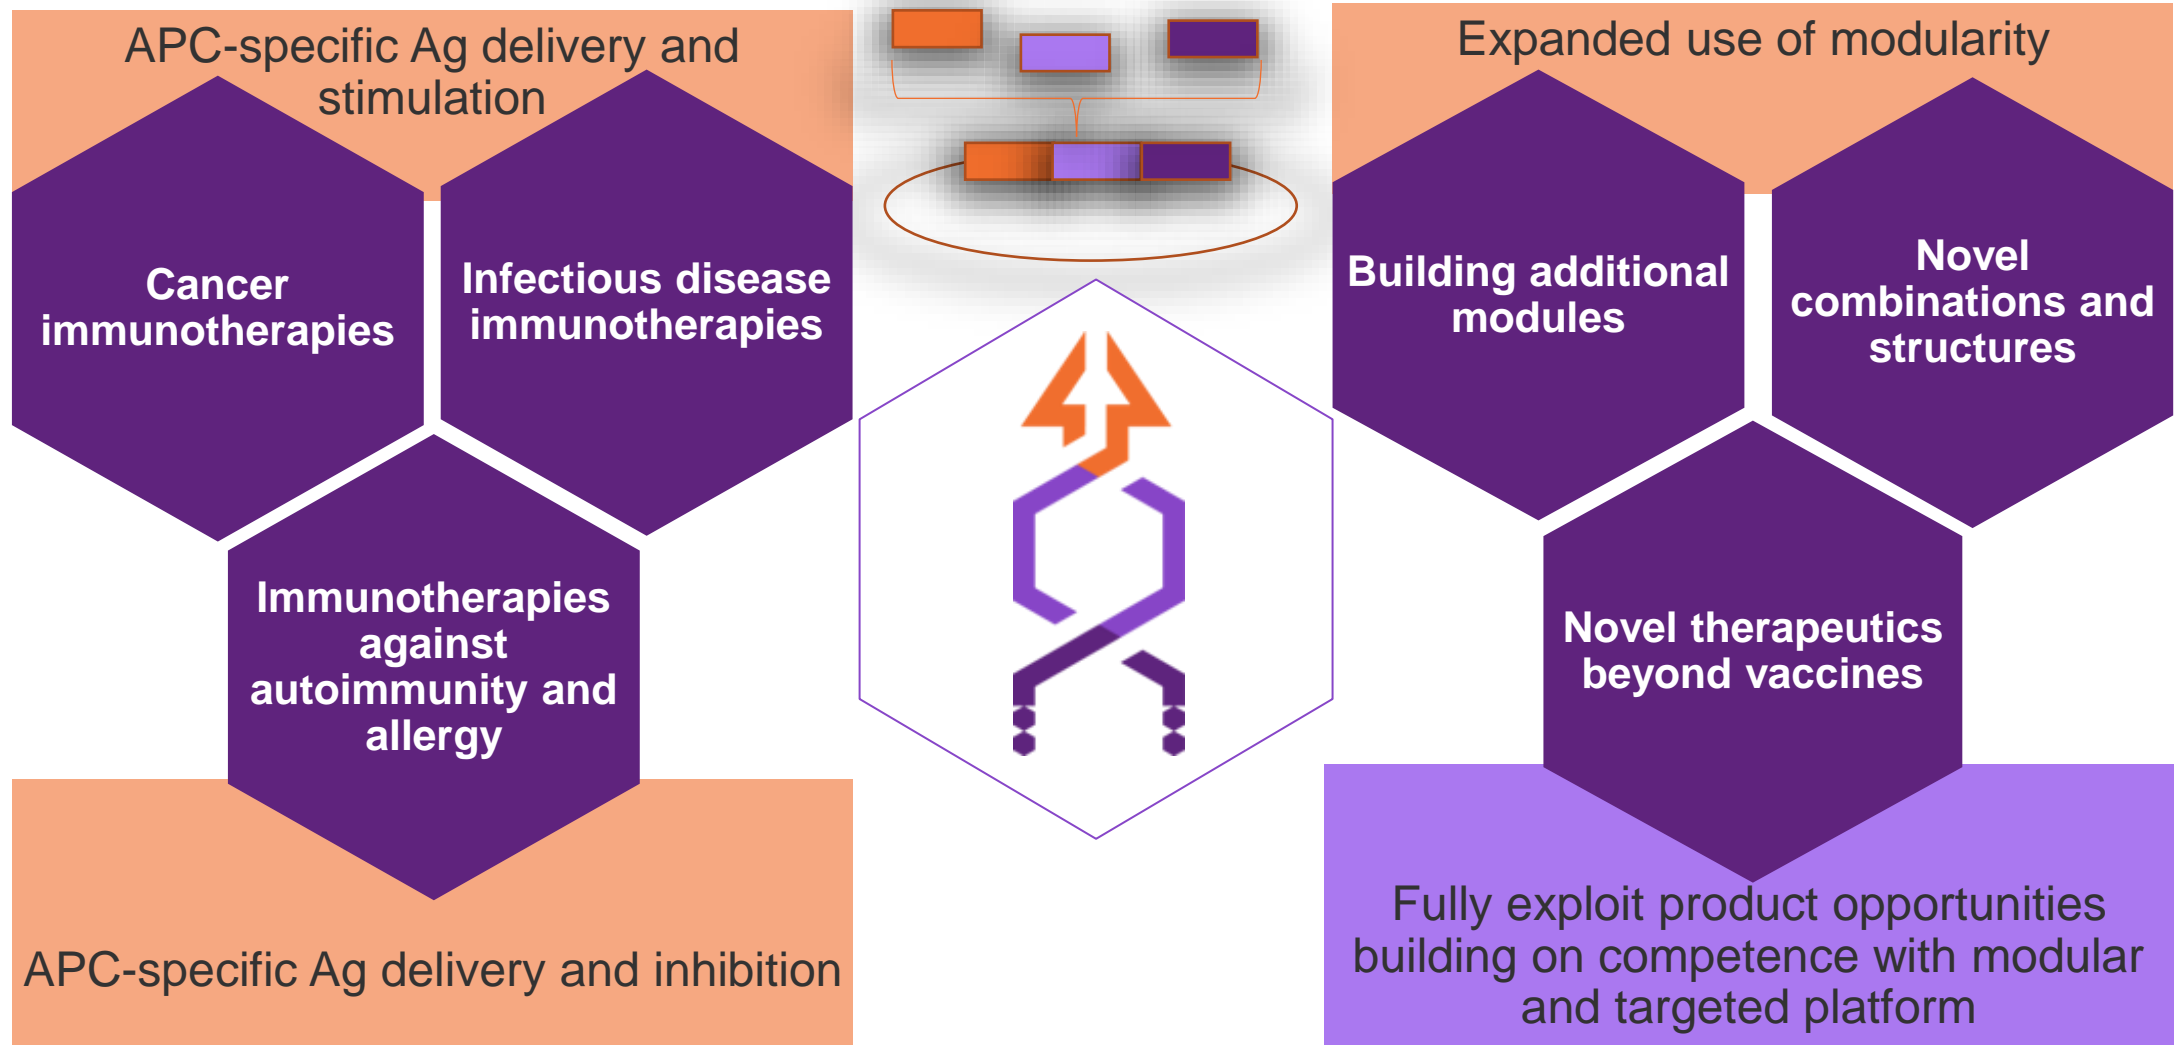 APC-specific Ag delivery and
stimulation
Cancer
immunotherapies
Infectious disease
immunotherapies
Immunotherapies
against
autoimmunity and
allergy
APC-specific Ag delivery and inhibition
Expanded use of modularity
Building additional
modules
Novel
combinations and
structures
Novel therapeutics
beyond vaccines
Fully exploit product opportunities
building on competence with modular
and targeted platform